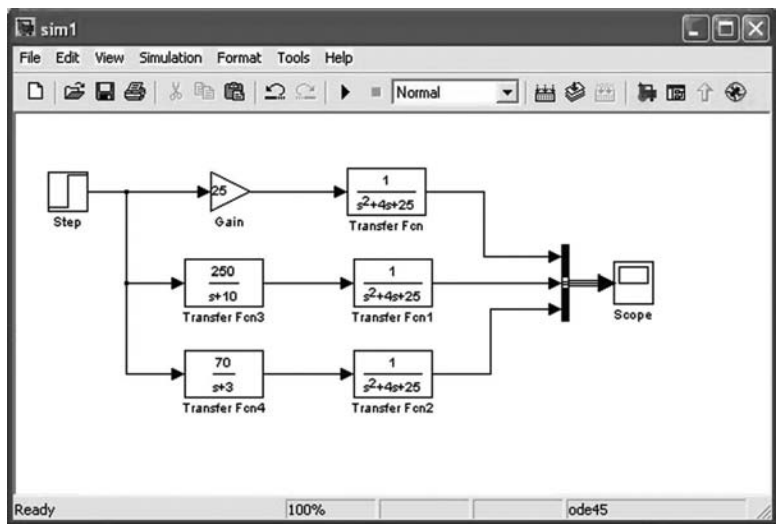 sim1
File Edit View Simulation Format Tools Help
Normal
Step
25
Gain
1
s²+4s+25
Transfer Fcn
250
s+10
Transfer Fcn3
1
s²+4s+25
Transfer Fcn1
Scope
70
s+3
Transfer Fcn4
1
s²+4s+25
Transfer Fcn2
Ready 100% ode45